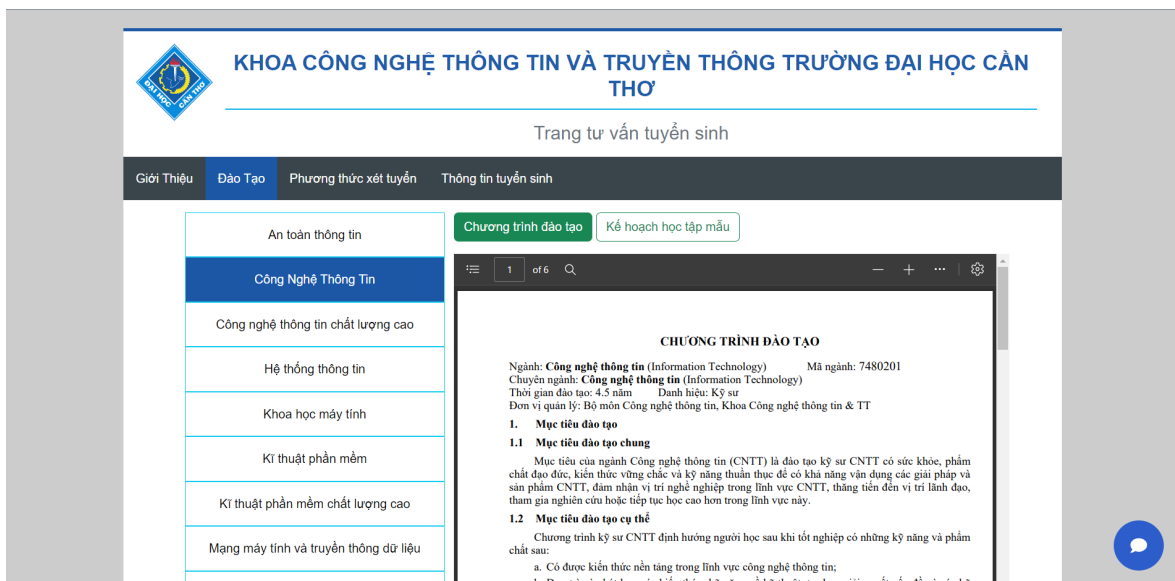 ĐẠI HỌC CẦN THƠ
KHOA CÔNG NGHỆ THÔNG TIN VÀ TRUYỀN THÔNG TRƯỜNG ĐẠI HỌC CẦN
THƠ
Trang tư vấn tuyển sinh
Giới Thiệu Đào Tạo Phương thức xét tuyển Thông tin tuyển sinh
An toàn thông tin
Công Nghệ Thông Tin
Công nghệ thông tin chất lượng cao
Hệ thống thông tin
Khoa học máy tính
Kĩ thuật phần mềm
Kĩ thuật phần mềm chất lượng cao
Mạng máy tính và truyền thông dữ liệu
Chương trình đào tạo Kế hoạch học tập mẫu
1 of 6
CHƯƠNG TRÌNH ĐÀO TẠO
Ngành: Công nghệ thông tin (Information Technology) Mã ngành: 7480201
Chuyên ngành: Công nghệ thông tin (Information Technology)
Thời gian đào tạo: 4.5 năm Danh hiệu: Kỹ sư
Đơn vị quản lý: Bộ môn Công nghệ thông tin, Khoa Công nghệ thông tin & TT
1. Mục tiêu đào tạo
1.1 Mục tiêu đào tạo chung
Mục tiêu của ngành Công nghệ thông tin (CNTT) là đào tạo kỹ sư CNTT có sức khỏe, phẩm
chất đạo đức, kiến thức vững chắc và kỹ năng thuần thục để có khả năng vận dụng các giải pháp và
sản phẩm CNTT, đảm nhận vị trí nghề nghiệp trong lĩnh vực CNTT, thăng tiến đến vị trí lãnh đạo,
tham gia nghiên cứu hoặc tiếp tục học cao hơn trong lĩnh vực này.
1.2 Mục tiêu đào tạo cụ thể
Chương trình kỹ sư CNTT định hướng người học sau khi tốt nghiệp có những kỹ năng và phẩm
chất sau:
a. Có được kiến thức nền tảng trong lĩnh vực công nghệ thông tin;